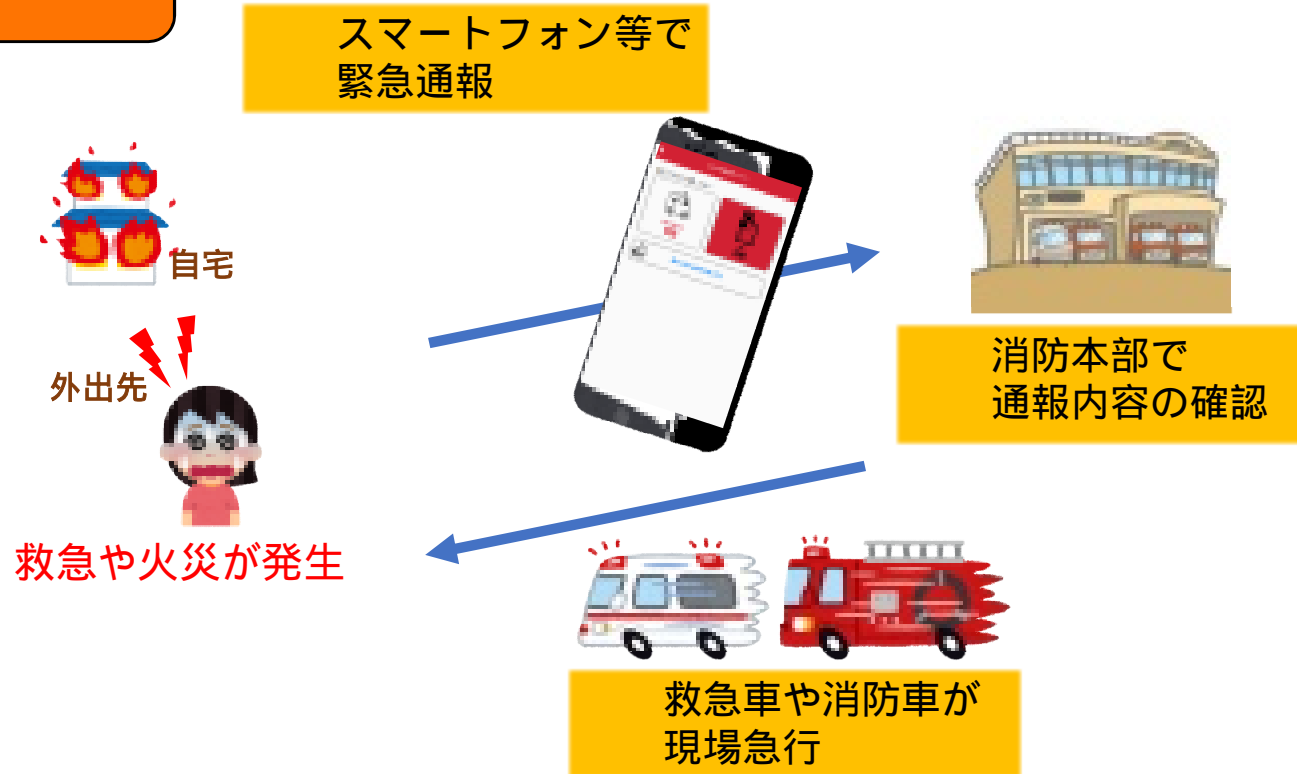 スマートフォン等で
緊急通報
自宅
外出先
救急や火災が発生
消防本部で
通報内容の確認
救急車や消防車が
現場急行